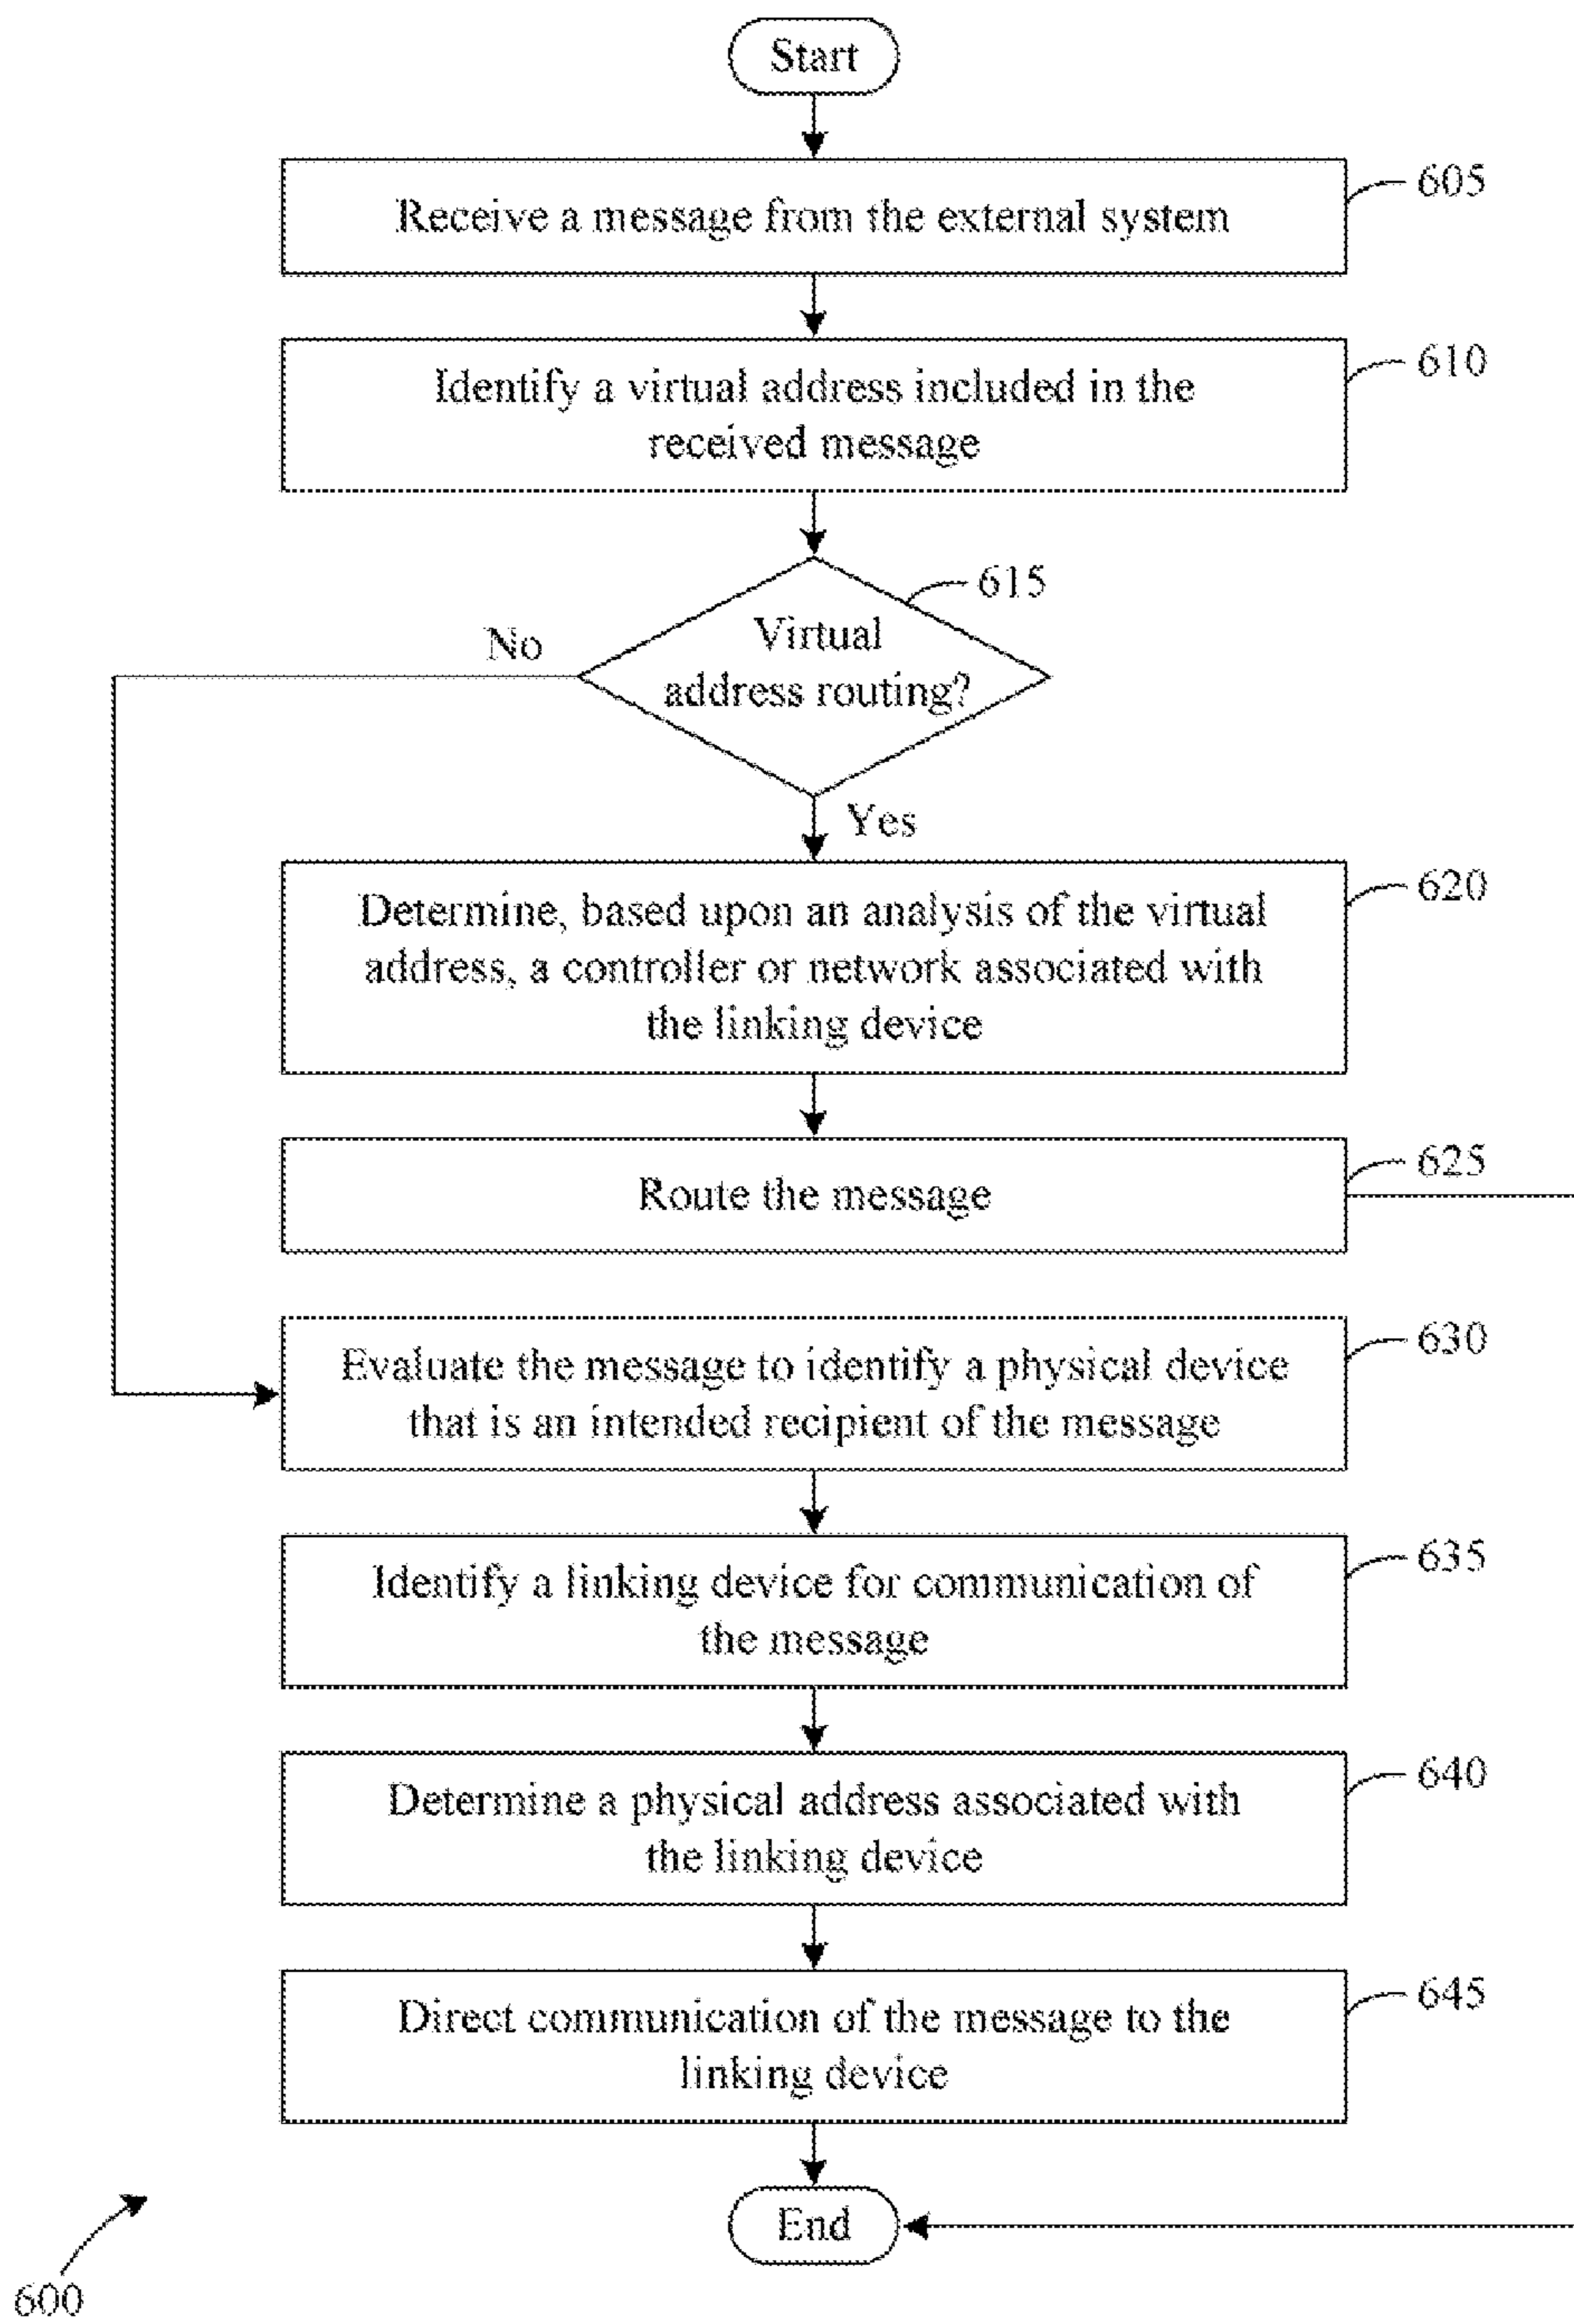 Start
Receive a message from the external system
605
Identify a virtual address included in the
received message
610
615
Virtual
address routing?
No
Yes
Determine, based upon an analysis of the virtual
address, a controller or network associated with
the linking device
620
Route the message
625
Evaluate the message to identify a physical device
that is an intended recipient of the message
630
Identify a linking device for communication of
the message
635
Determine a physical address associated with
the linking device
640
Direct communication of the message to the
linking device
645
End
600